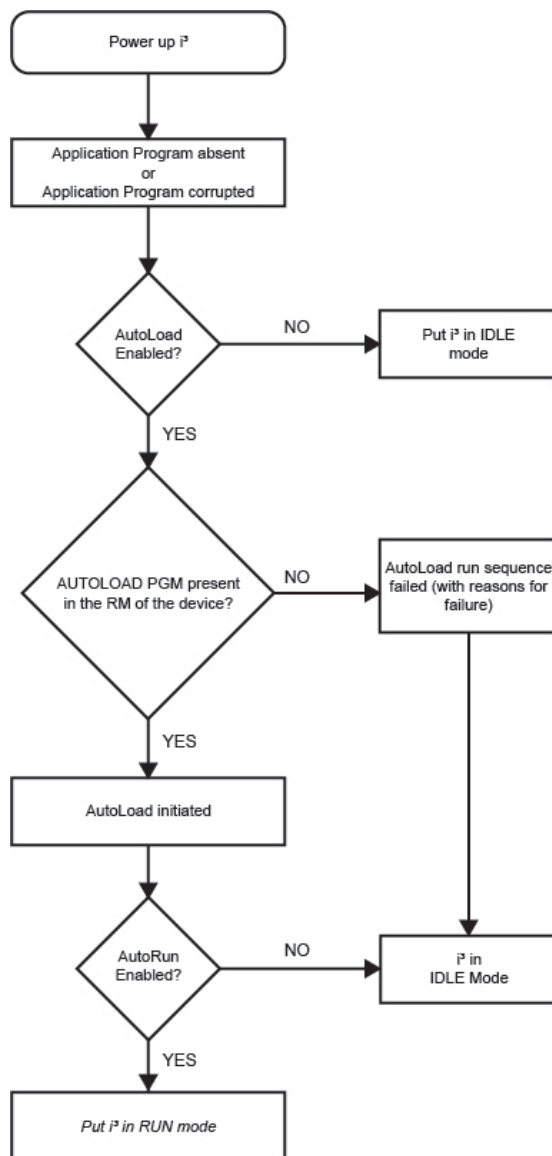 Power up i³
Application Program absent
or
Application Program corrupted
AutoLoad
Enabled?
NO
Put i³ in IDLE
mode
YES
AUTOLOAD PGM present
in the RM of the device?
NO
AutoLoad run sequence
failed (with reasons for
failure)
YES
AutoLoad initiated
AutoRun
Enabled?
NO
i³ in
IDLE Mode
YES
Put i³ in RUN mode